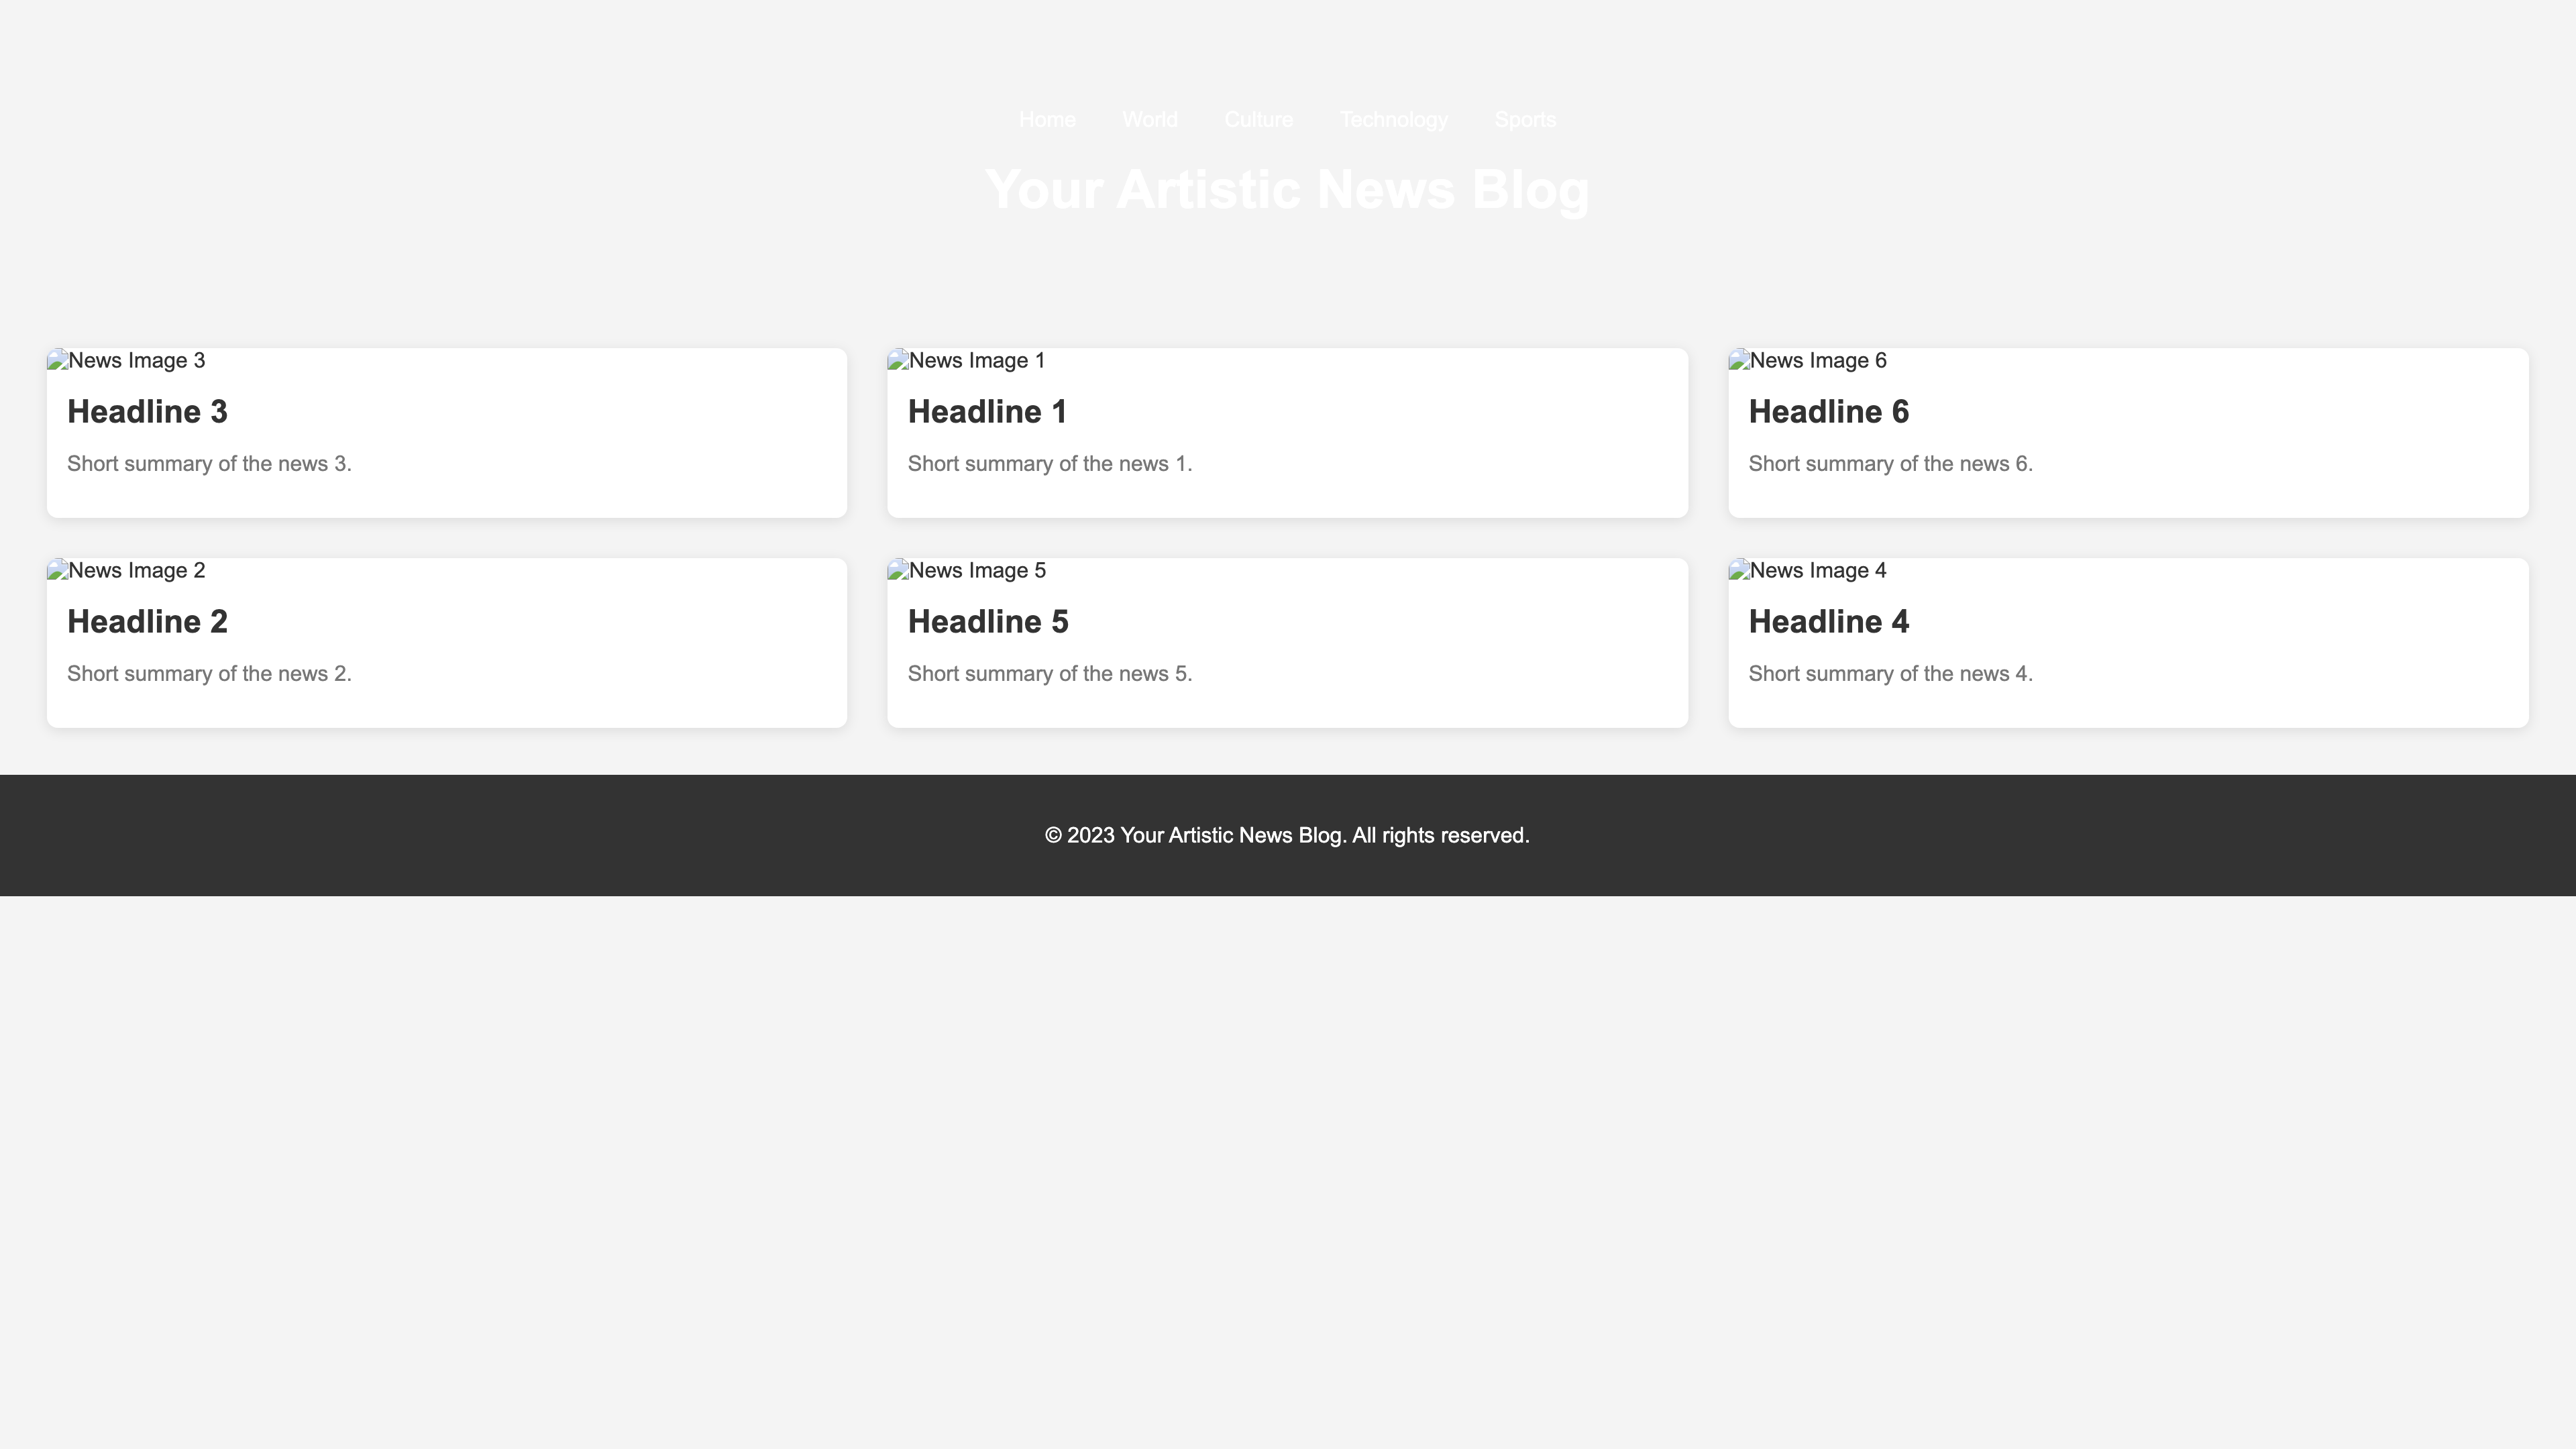 Home World Culture Technology Sports
Your Artistic News Blog
News Image 3
Headline 3
Short summary of the news 3.
News Image 1
Headline 1
Short summary of the news 1.
News Image 6
Headline 6
Short summary of the news 6.
News Image 2
Headline 2
Short summary of the news 2.
News Image 5
Headline 5
Short summary of the news 5.
News Image 4
Headline 4
Short summary of the news 4.
© 2023 Your Artistic News Blog. All rights reserved.